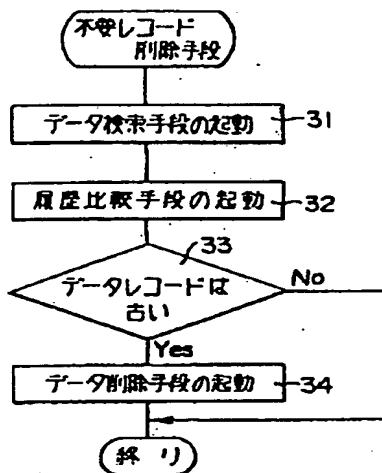 不要レコード
削除手段
データ検索手段の起動 31
履歴比較手段の起動 32
33
データレコードは
古い
No
Yes
データ削除手段の起動 34
終り